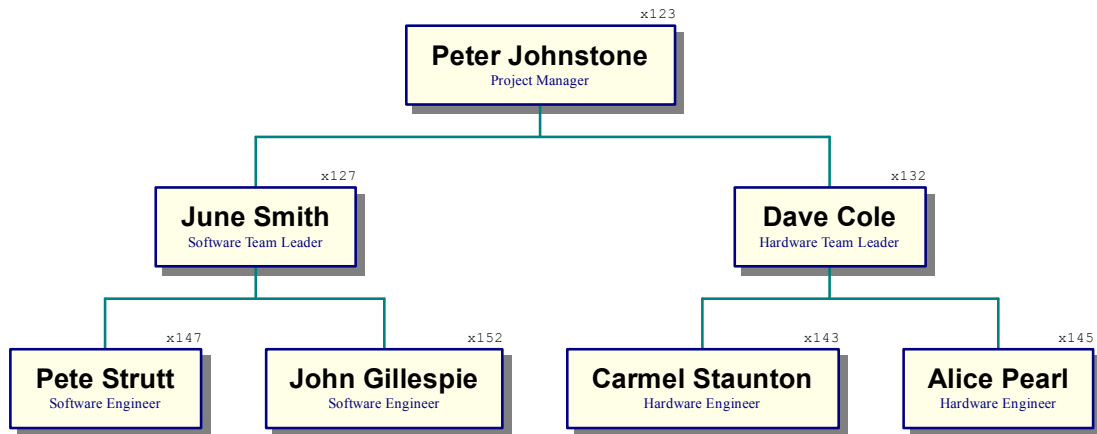 x123
Peter Johnstone
Project Manager
x127
June Smith
Software Team Leader
x132
Dave Cole
Hardware Team Leader
x147
Pete Strutt
Software Engineer
x152
John Gillespie
Software Engineer
x143
Carmel Staunton
Hardware Engineer
x145
Alice Pearl
Hardware Engineer